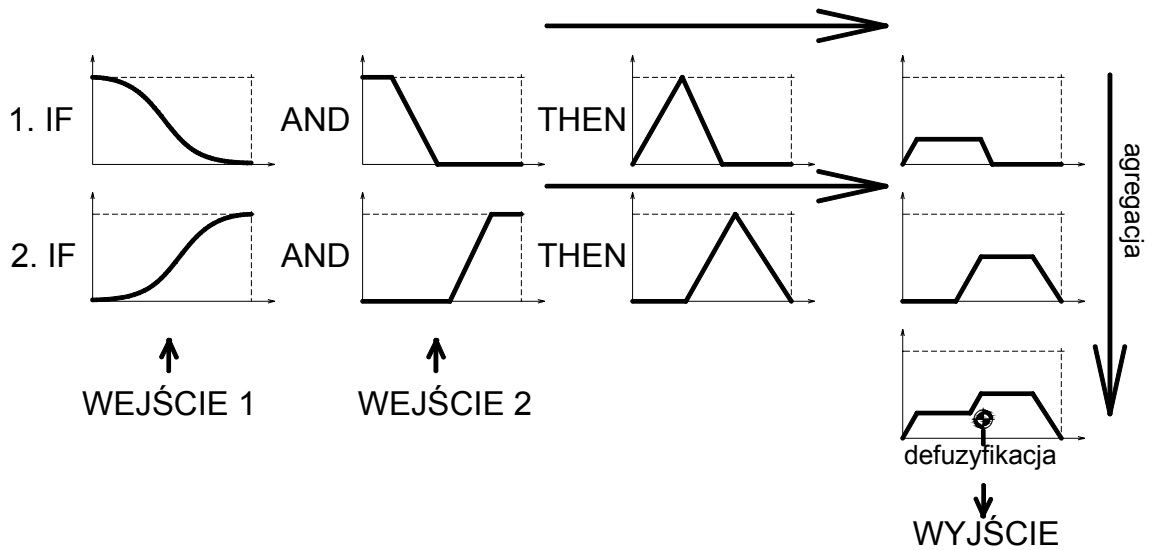 1. IF AND THEN
2. IF AND THEN
agregacja
WEJŚCIE 1 WEJŚCIE 2
defuzyfikacja
WYJŚCIE